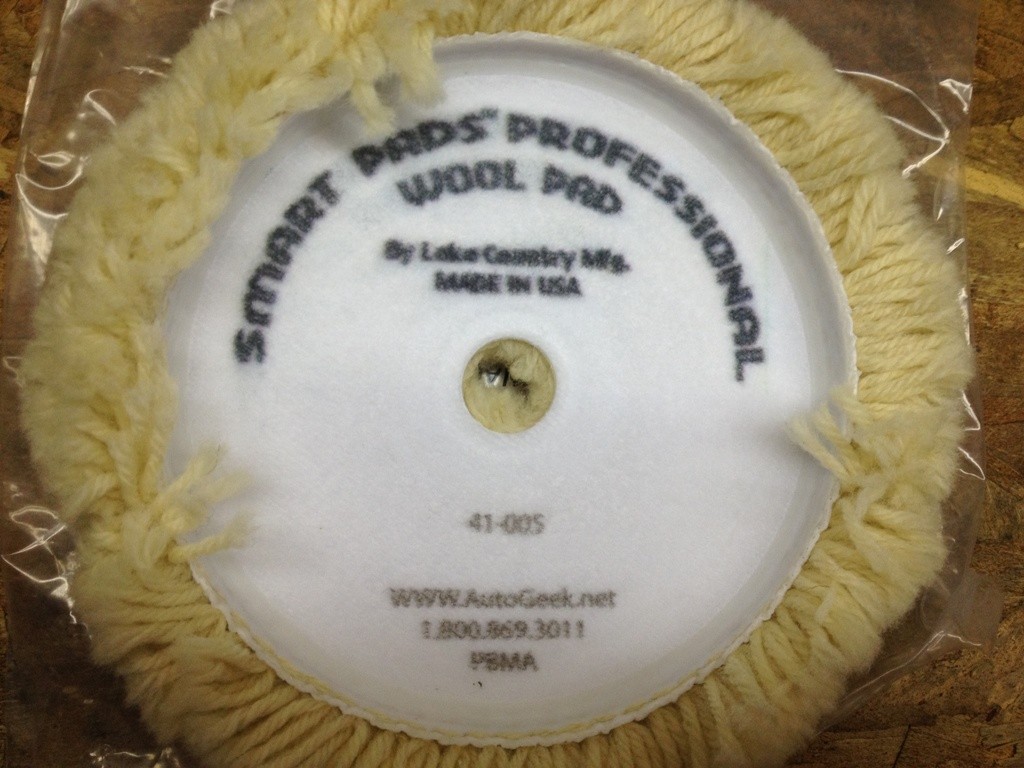 SMART PADS' PROFESSIONAL
WOOL PAD
By Lake Country Mfg.
MADE IN USA
41-005
WWW.AutoGeek.net
1.800.869.3011
PBMA